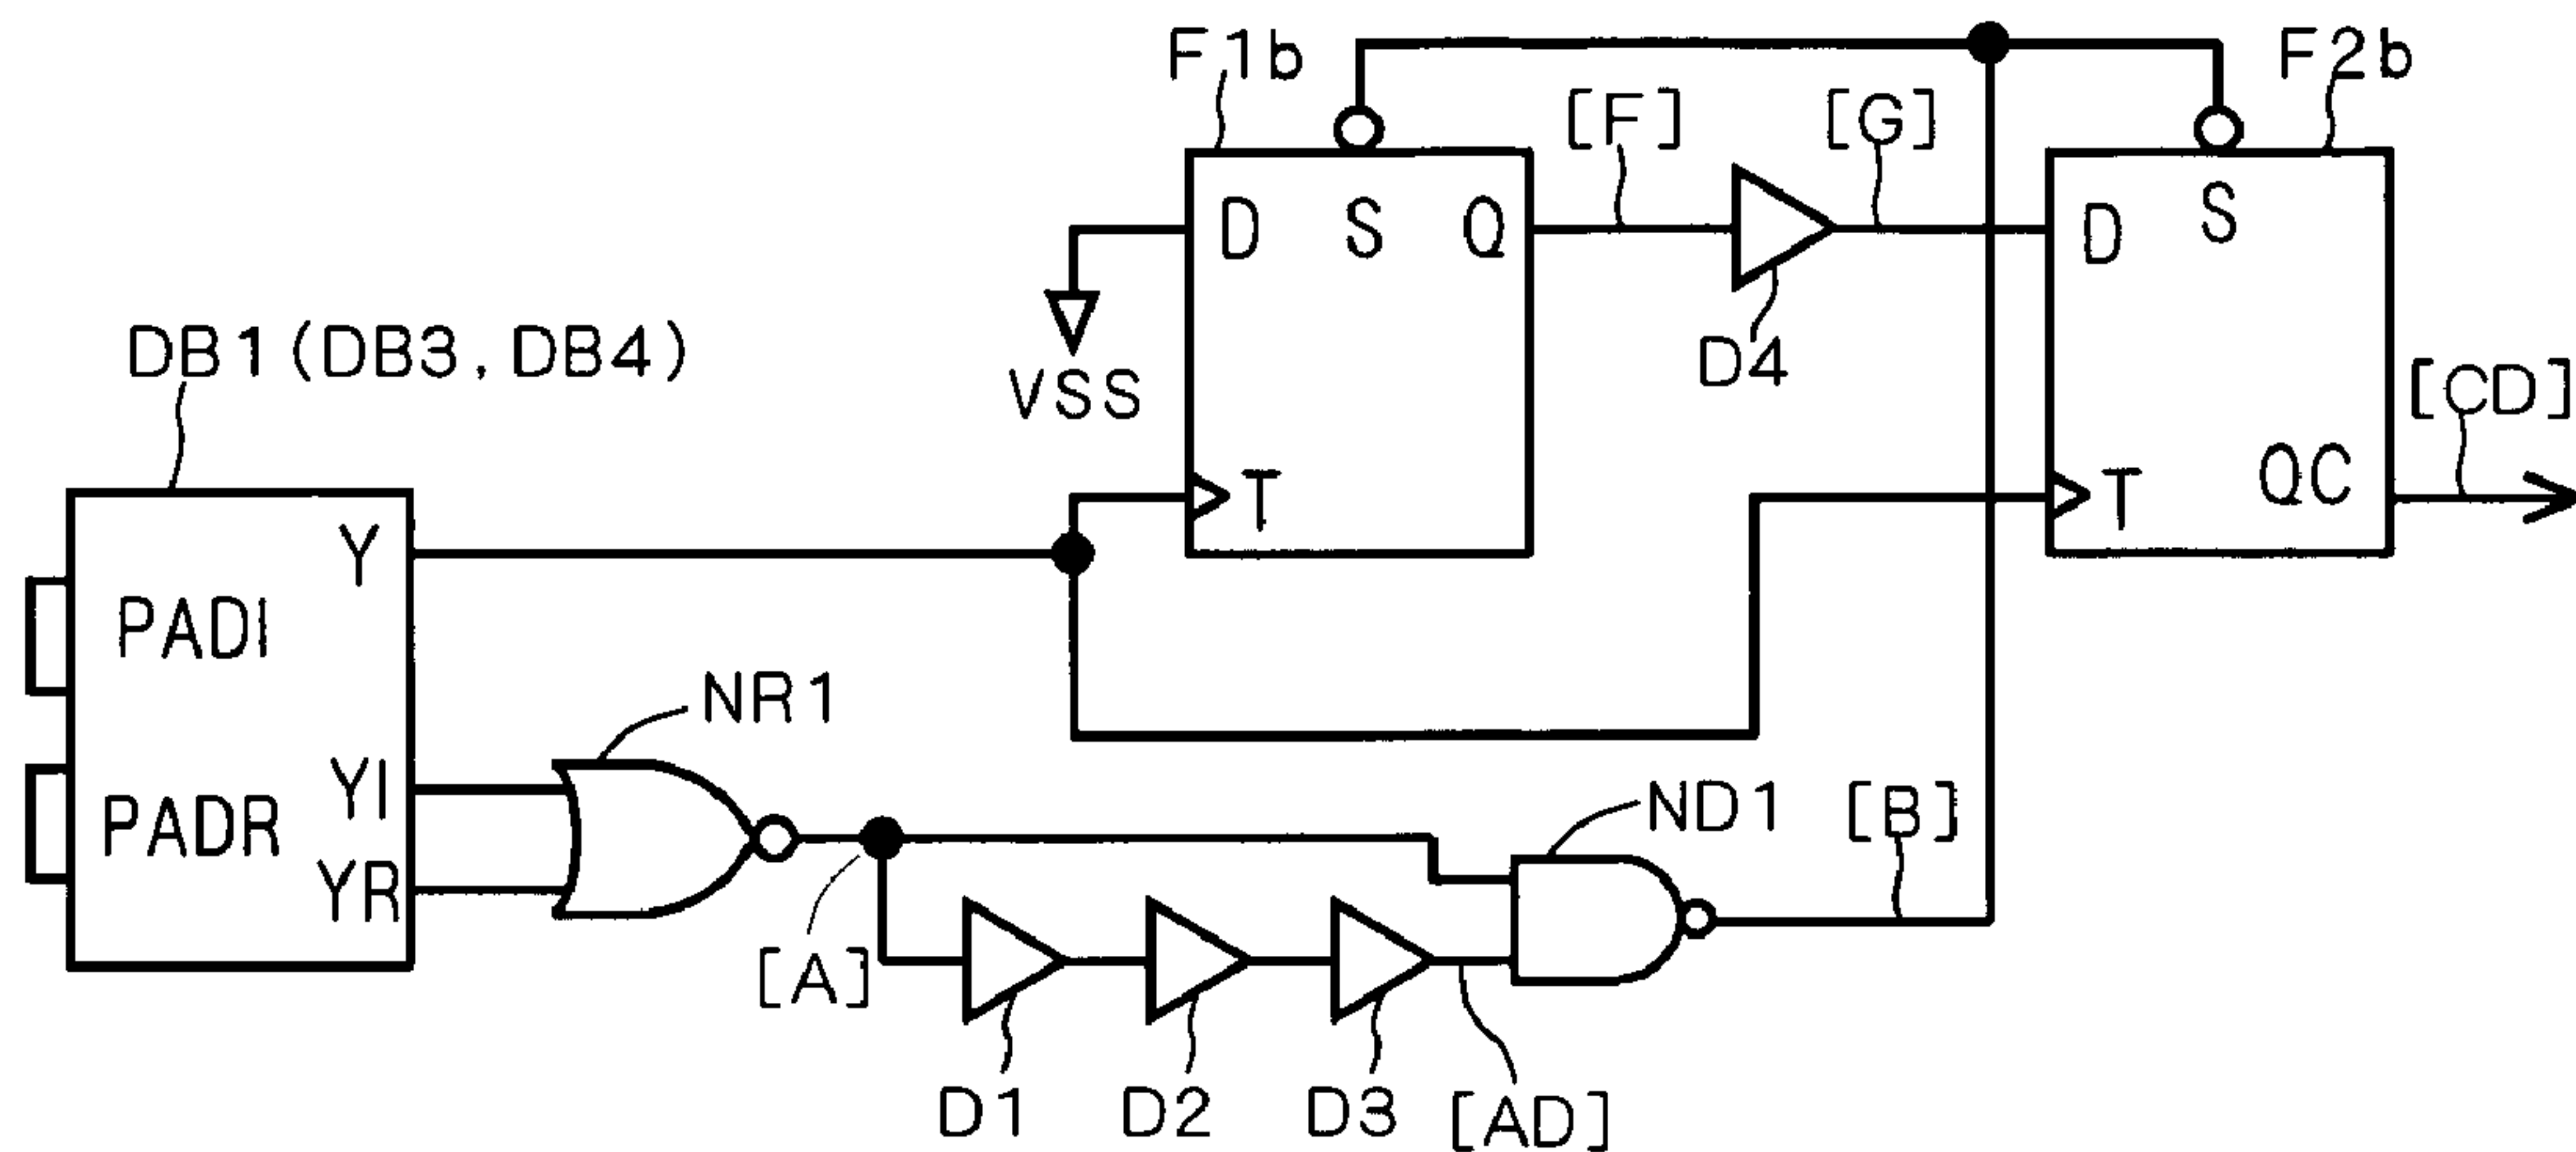 F1b
F2b
[F]
[G]
D
S
Q
D
S
DB1(DB3,DB4)
VSS
D4
[CD]
T
T
QC
Y
PADI
NR1
YI
ND1
[B]
PADR
YR
[A]
D1
D2
D3
[AD]